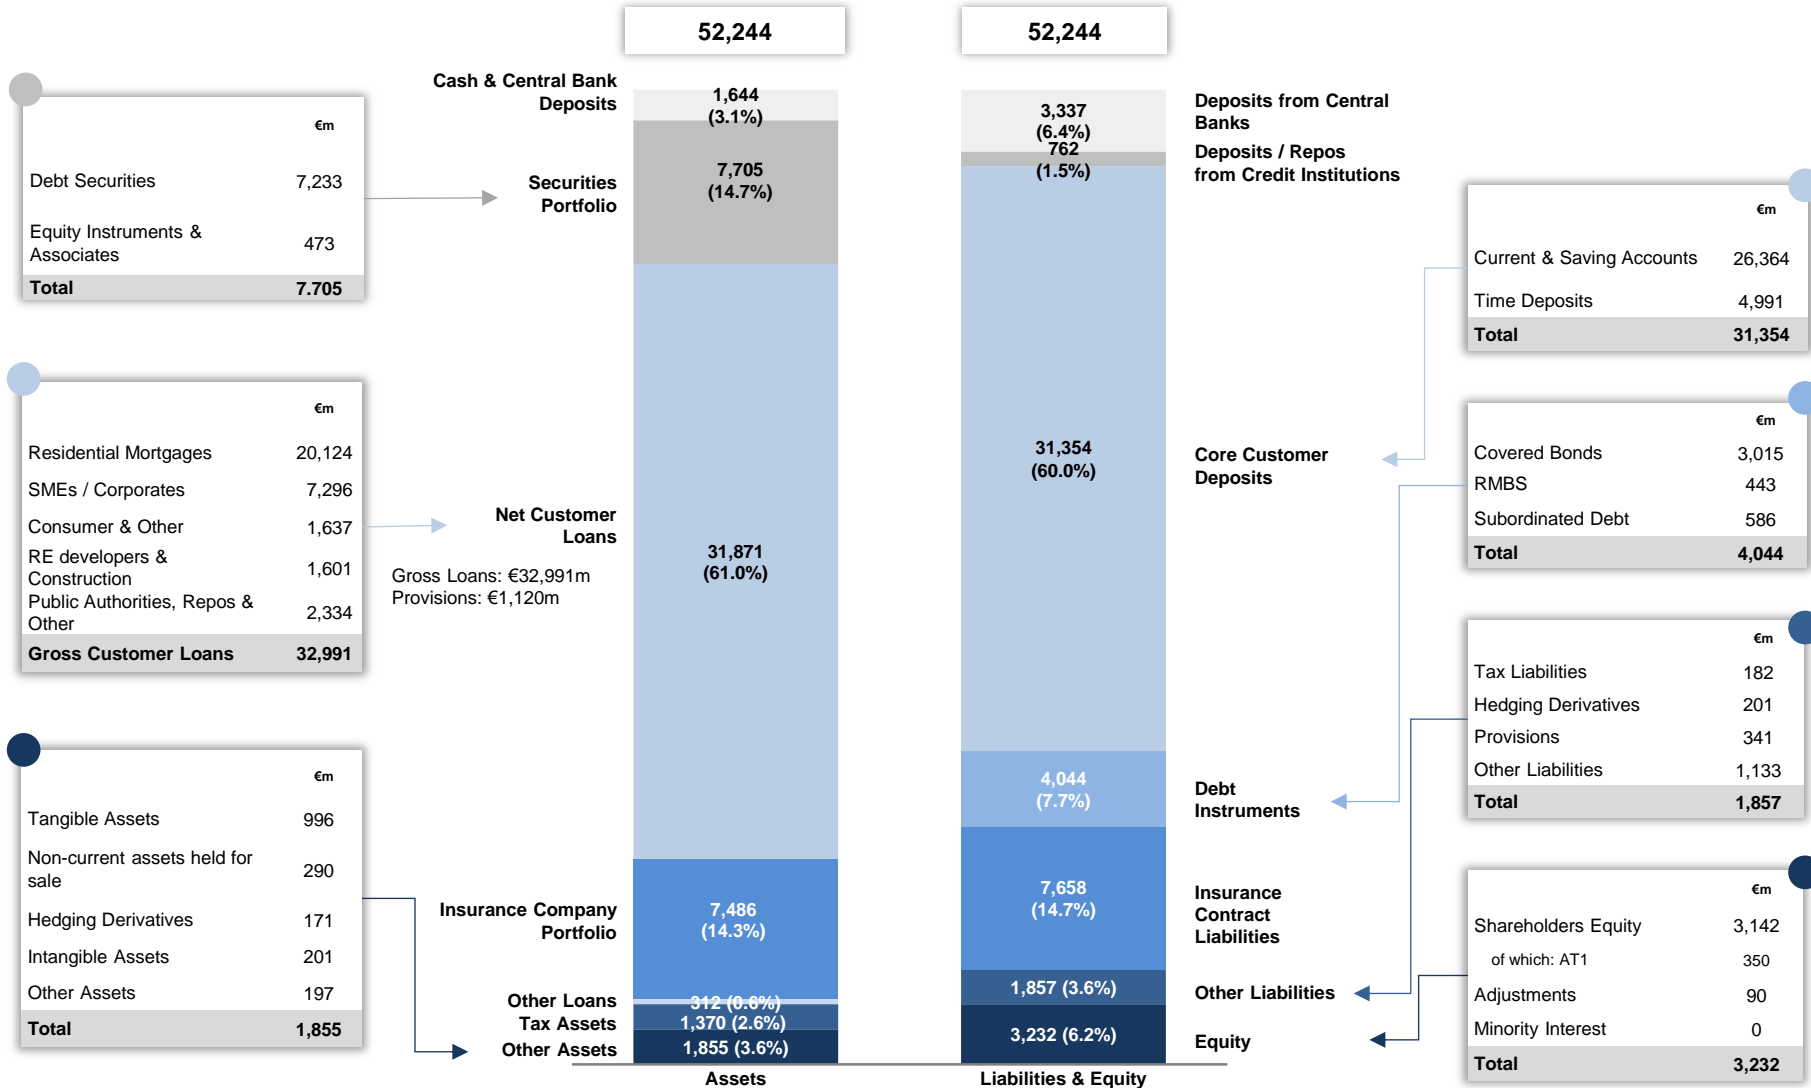 52,244
52,244
€m
Debt Securities 7,233
Equity Instruments &
Associates 473
Total 7.705
€m
Residential Mortgages 20,124
SMEs / Corporates 7,296
Consumer & Other 1,637
RE developers &
Construction 1,601
Public Authorities, Repos &
Other 2,334
Gross Customer Loans 32,991
€m
Tangible Assets 996
Non-current assets held for
sale 290
Hedging Derivatives 171
Intangible Assets 201
Other Assets 197
Total 1,855
Cash & Central Bank
Deposits
Securities
Portfolio
Net Customer
Loans
Gross Loans: €32,991m
Provisions: €1,120m
Insurance Company
Portfolio
Other Loans
Tax Assets
Other Assets
1,644
(3.1%)
7,705
(14.7%)
31,871
(61.0%)
7,486
(14.3%)
312 (0.6%)
1,370 (2.6%)
1,855 (3.6%)
Assets
3,337
(6.4%)
762
(1.5%)
31,354
(60.0%)
4,044
(7.7%)
7,658
(14.7%)
1,857 (3.6%)
3,232 (6.2%)
Liabilities & Equity
Deposits from Central
Banks
Deposits / Repos
from Credit Institutions
Core Customer
Deposits
Debt
Instruments
Insurance
Contract
Liabilities
Other Liabilities
Equity
€m
Current & Saving Accounts 26,364
Time Deposits 4,991
Total 31,354
€m
Covered Bonds 3,015
RMBS 443
Subordinated Debt 586
Total 4,044
€m
Tax Liabilities 182
Hedging Derivatives 201
Provisions 341
Other Liabilities 1,133
Total 1,857
€m
Shareholders Equity 3,142
of which: AT1 350
Adjustments 90
Minority Interest 0
Total 3,232